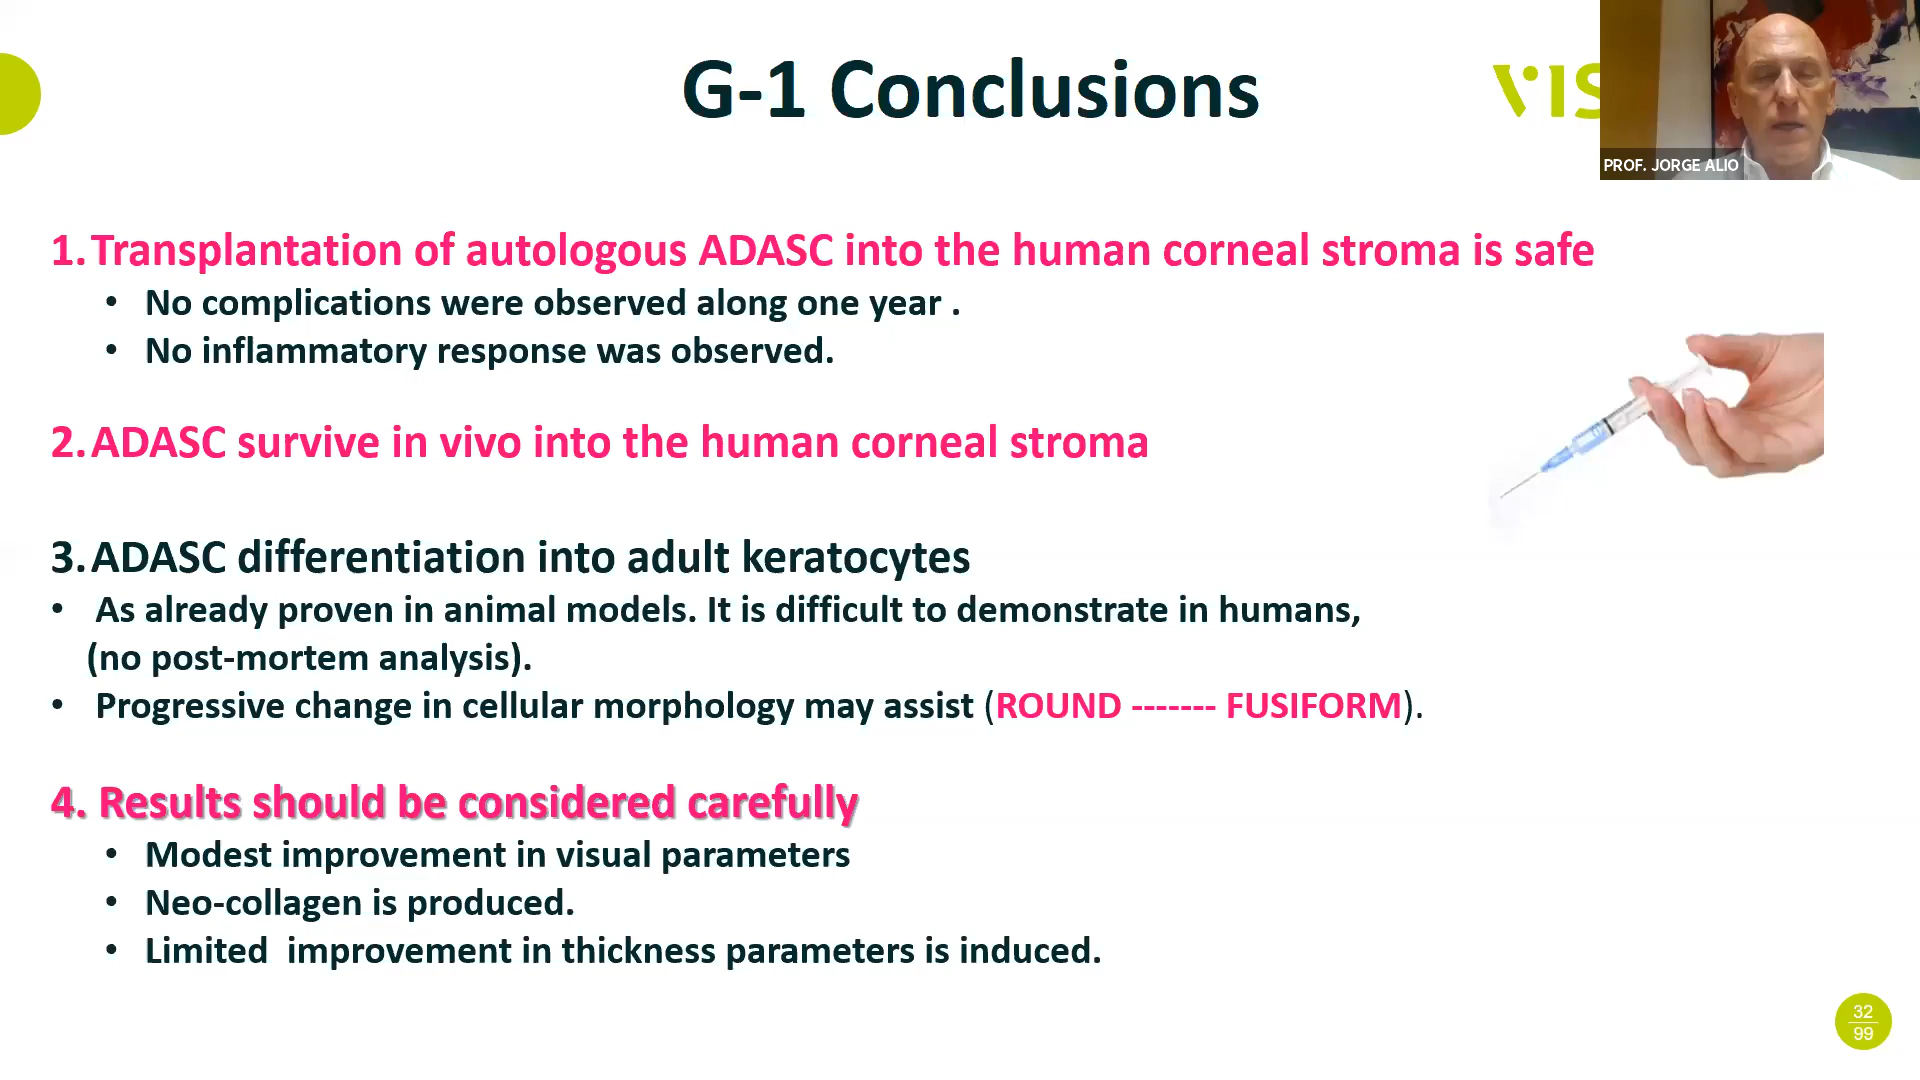 G-1 Conclusions
VIS
PROF. JORGE ALIO
1. Transplantation of autologous ADASC into the human corneal stroma is safe
• No complications were observed along one year .
• No inflammatory response was observed.
2. ADASC survive in vivo into the human corneal stroma
3. ADASC differentiation into adult keratocytes
• As already proven in animal models. It is difficult to demonstrate in humans,
(no post-mortem analysis).
• Progressive change in cellular morphology may assist (ROUND ------- FUSIFORM).
4. Results should be considered carefully
• Modest improvement in visual parameters
• Neo-collagen is produced.
• Limited  improvement in thickness parameters is induced.
32
99